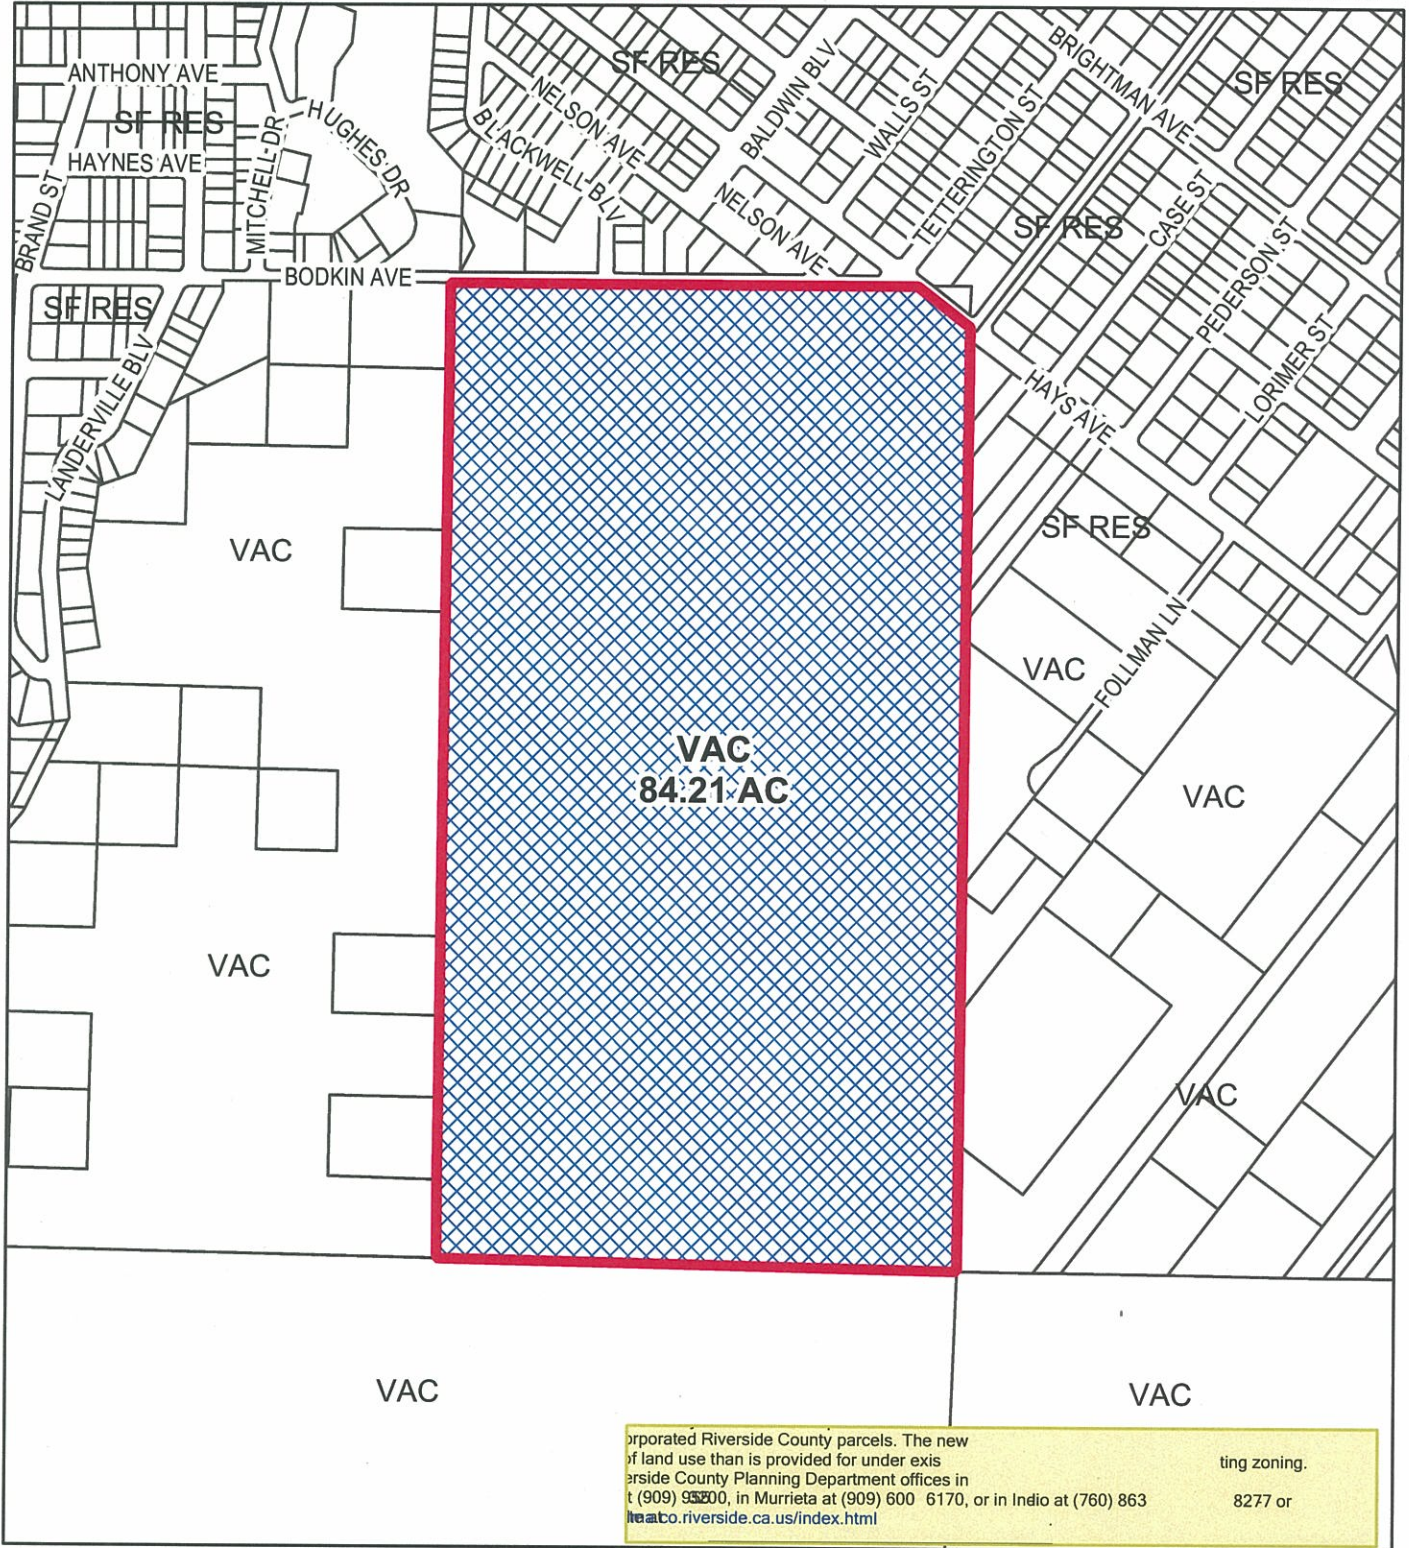 SF RES
BRIGHTMAN AVE
BALDWIN BLV
ANTHONY AVE
SF RES
NELSON AVE
WALLS ST
TETTERINGTON ST
SF RES
HUGHES DR
BLACKWELL BLV
HAYNES AVE
MITCHELL DR
BRAND ST
NELSON AVE
CASE ST
SF RES
PEDERSON ST
BODKIN AVE
SF RES
LANDERVILLE BLV
HAYS AVE
LORIMER ST
SF RES
VAC
FOLLMAN LN
VAC
VAC
84.21 AC
VAC
VAC
VAC
VAC
VAC
orporated Riverside County parcels. The new
of land use than is provided for under exis ting zoning.
erside County Planning Department offices in
t (909) in Murrieta at (909) 600 6170, or in Indio at (760) 863 8277 or
co.riverside.ca.us/index.html